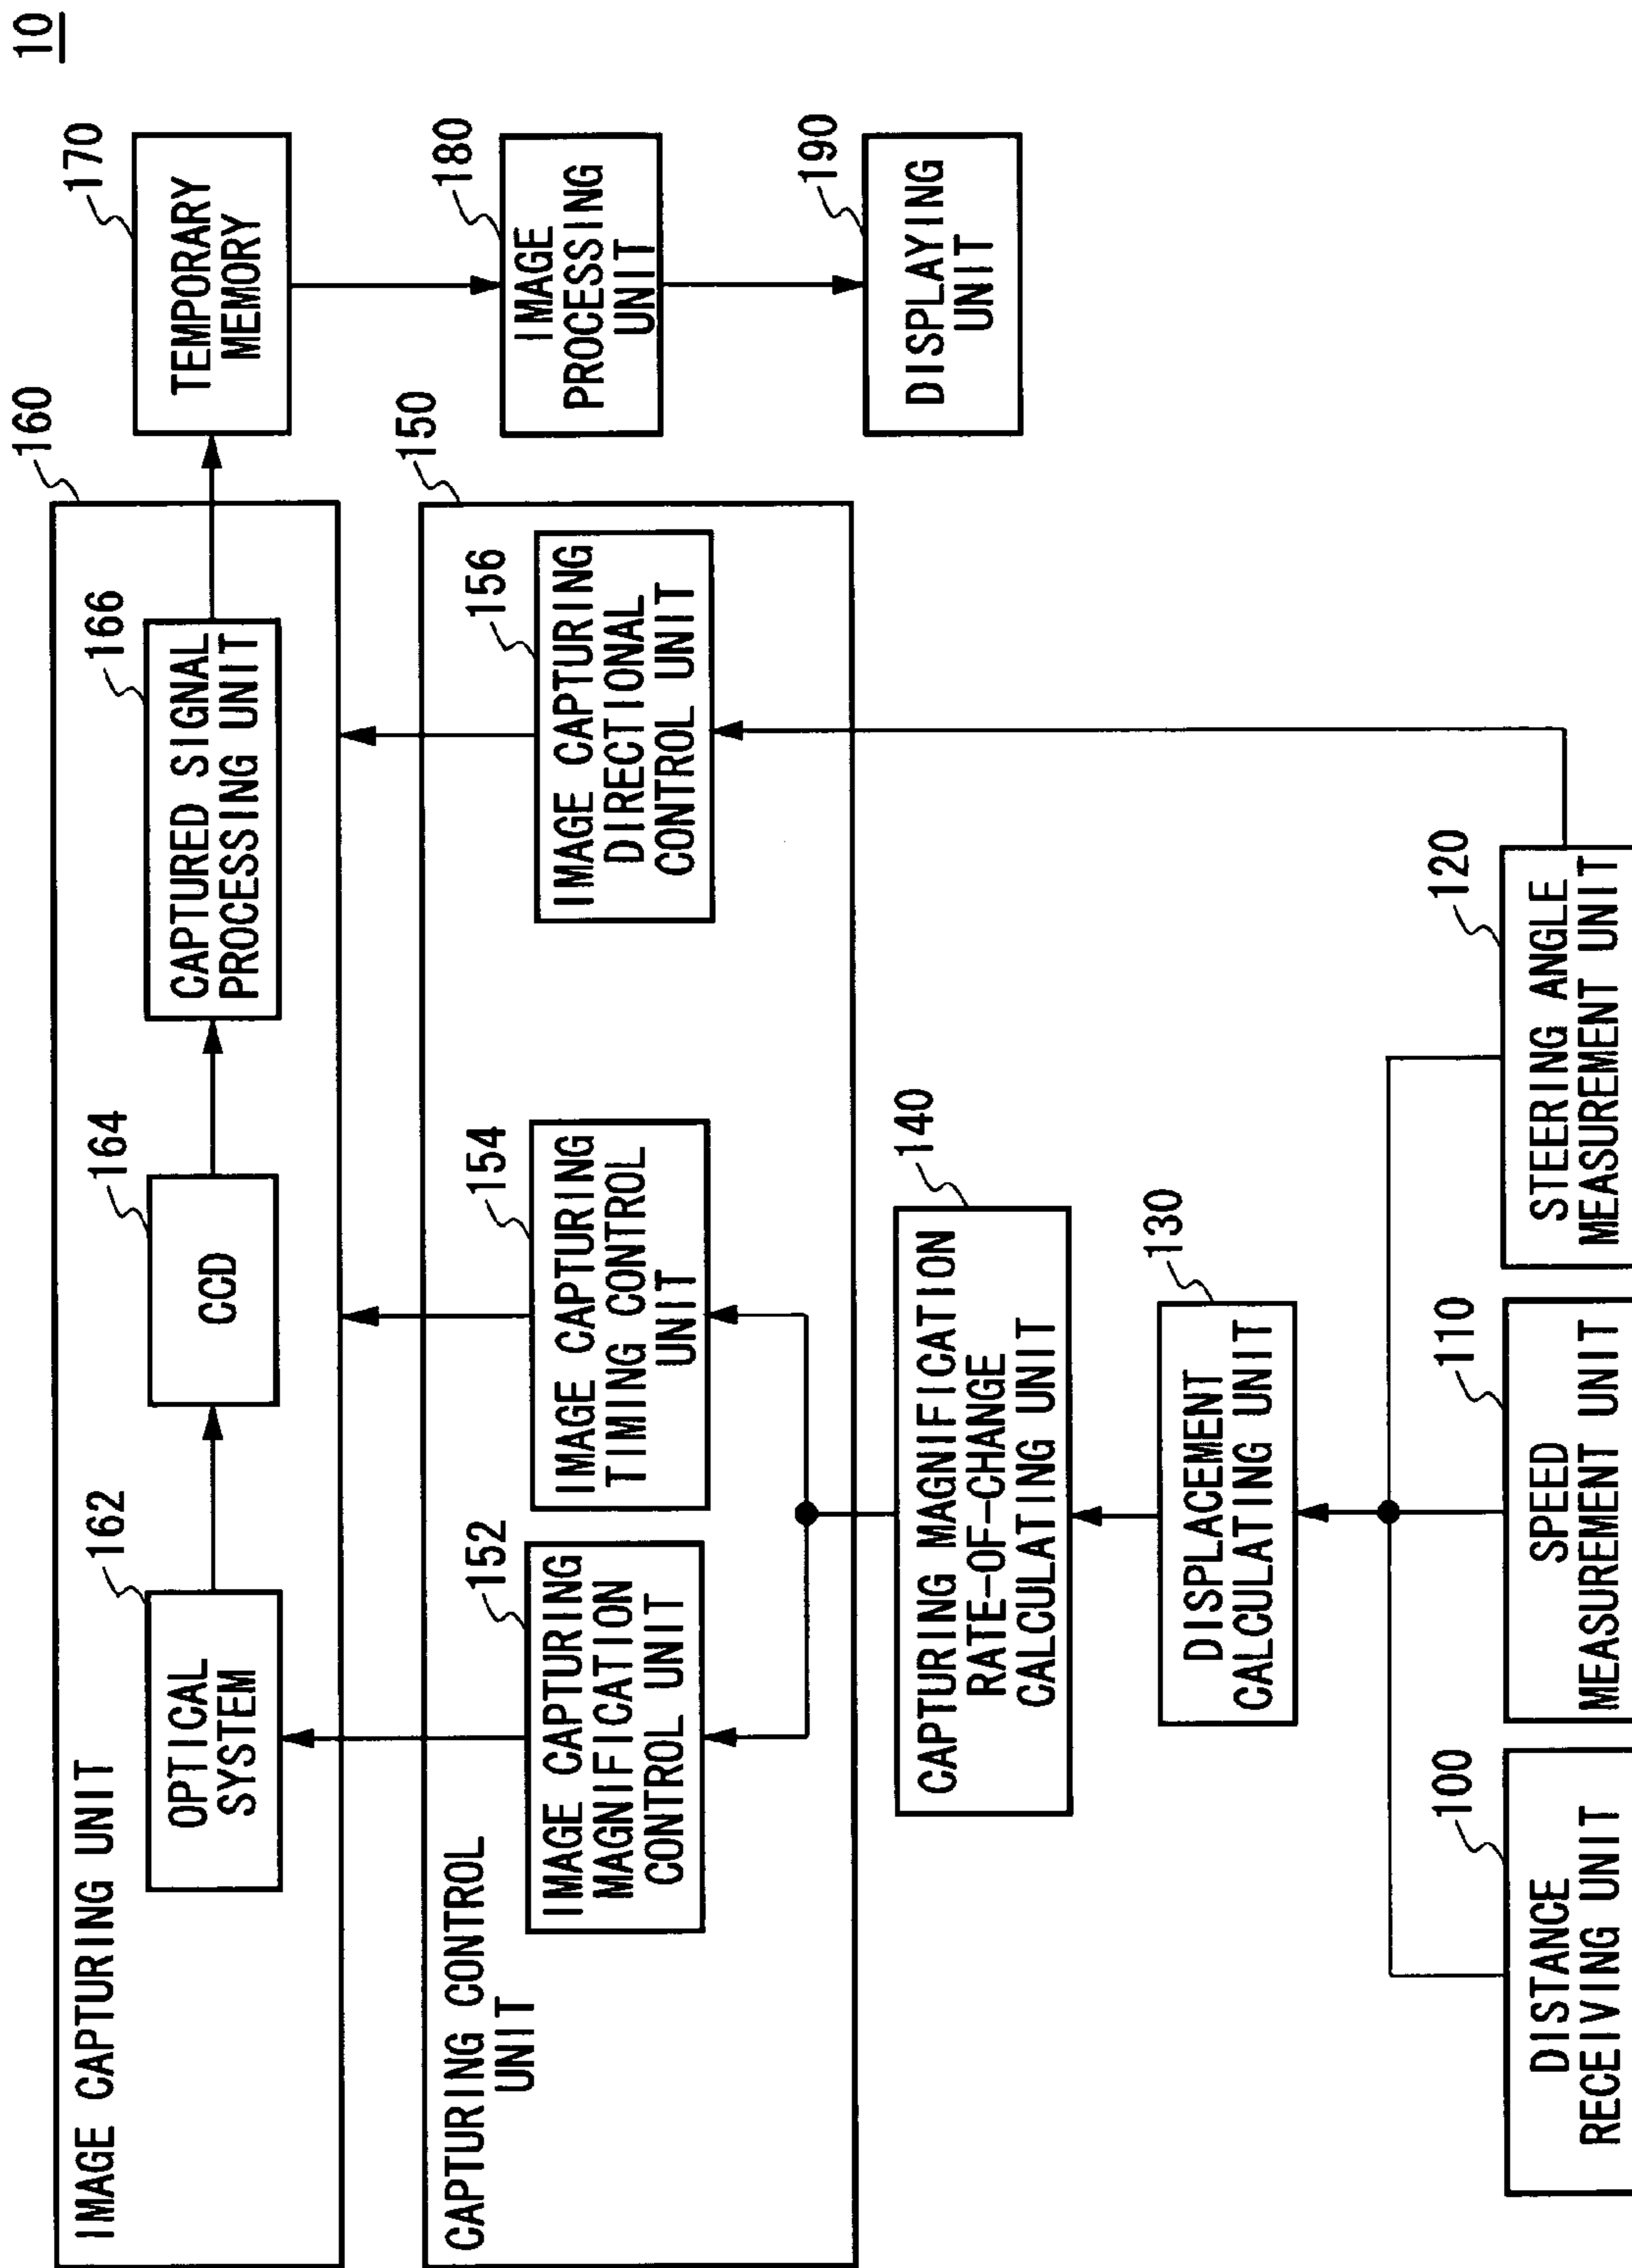 10
160
IMAGE CAPTURING UNIT
162
OPTICAL
SYSTEM
164
CCD
166
CAPTURED SIGNAL
PROCESSING UNIT
170
TEMPORARY
MEMORY
150
CAPTURING CONTROL
UNIT
152
IMAGE CAPTURING
MAGNIFICATION
CONTROL UNIT
154
IMAGE CAPTURING
TIMING CONTROL
UNIT
156
IMAGE CAPTURING
DIRECTIONAL
CONTROL UNIT
180
IMAGE
PROCESSING
UNIT
190
DISPLAYING
UNIT
140
CAPTURING MAGNIFICATION
RATE-OF-CHANGE
CALCULATING UNIT
130
DISPLACEMENT
CALCULATING UNIT
100
DISTANCE
RECEIVING UNIT
110
SPEED
MEASUREMENT UNIT
120
STEERING ANGLE
MEASUREMENT UNIT